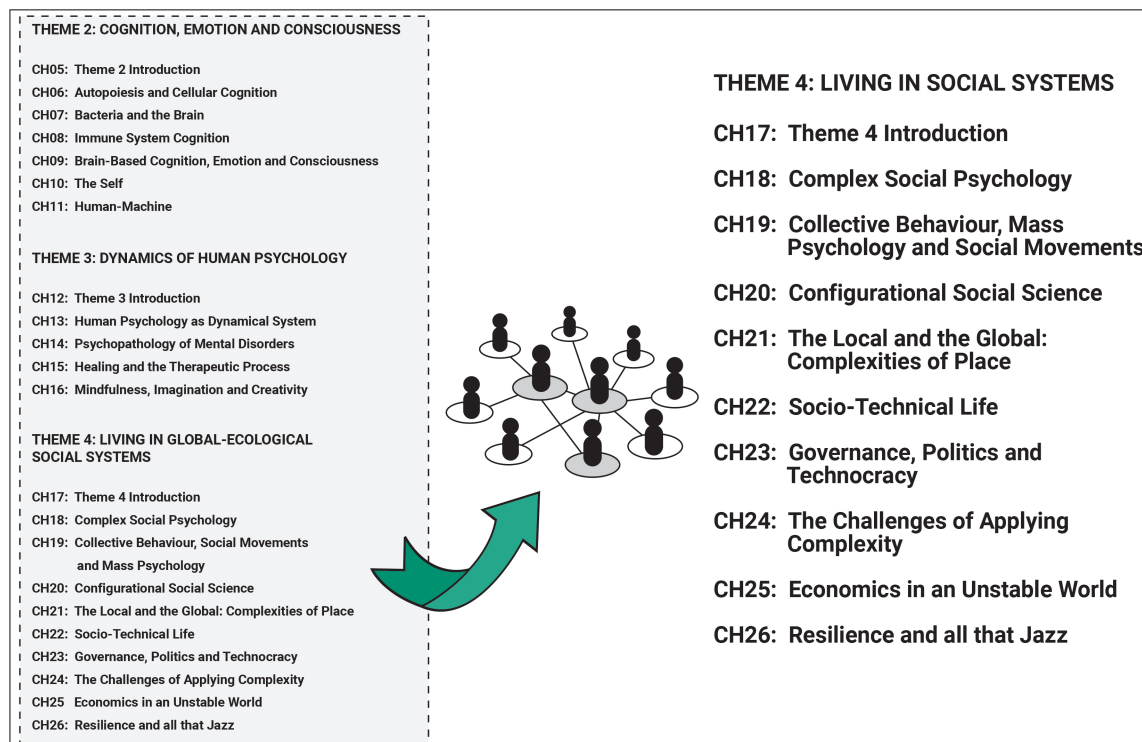 THEME 2: COGNITION, EMOTION AND CONSCIOUSNESS
CH05: Theme 2 Introduction
CH06: Autopoiesis and Cellular Cognition
CH07: Bacteria and the Brain
CH08: Immune System Cognition
CH09: Brain-Based Cognition, Emotion and Consciousness
CH10: The Self
CH11: Human-Machine
THEME 3: DYNAMICS OF HUMAN PSYCHOLOGY
CH12: Theme 3 Introduction
CH13: Human Psychology as Dynamical System
CH14: Psychopathology of Mental Disorders
CH15: Healing and the Therapeutic Process
CH16: Mindfulness, Imagination and Creativity
THEME 4: LIVING IN GLOBAL-ECOLOGICAL
SOCIAL SYSTEMS
CH17: Theme 4 Introduction
CH18: Complex Social Psychology
CH19: Collective Behaviour, Social Movements
and Mass Psychology
CH20: Configurational Social Science
CH21: The Local and the Global: Complexities of Place
CH22: Socio-Technical Life
CH23: Governance, Politics and Technocracy
CH24: The Challenges of Applying Complexity
CH25 Economics in an Unstable World
CH26: Resilience and all that Jazz
THEME 4: LIVING IN SOCIAL SYSTEMS
CH17: Theme 4 Introduction
CH18: Complex Social Psychology
CH19: Collective Behaviour, Mass
Psychology and Social Movements
CH20: Configurational Social Science
CH21: The Local and the Global:
Complexities of Place
CH22: Socio-Technical Life
CH23: Governance, Politics and
Technocracy
CH24: The Challenges of Applying
Complexity
CH25: Economics in an Unstable World
CH26: Resilience and all that Jazz